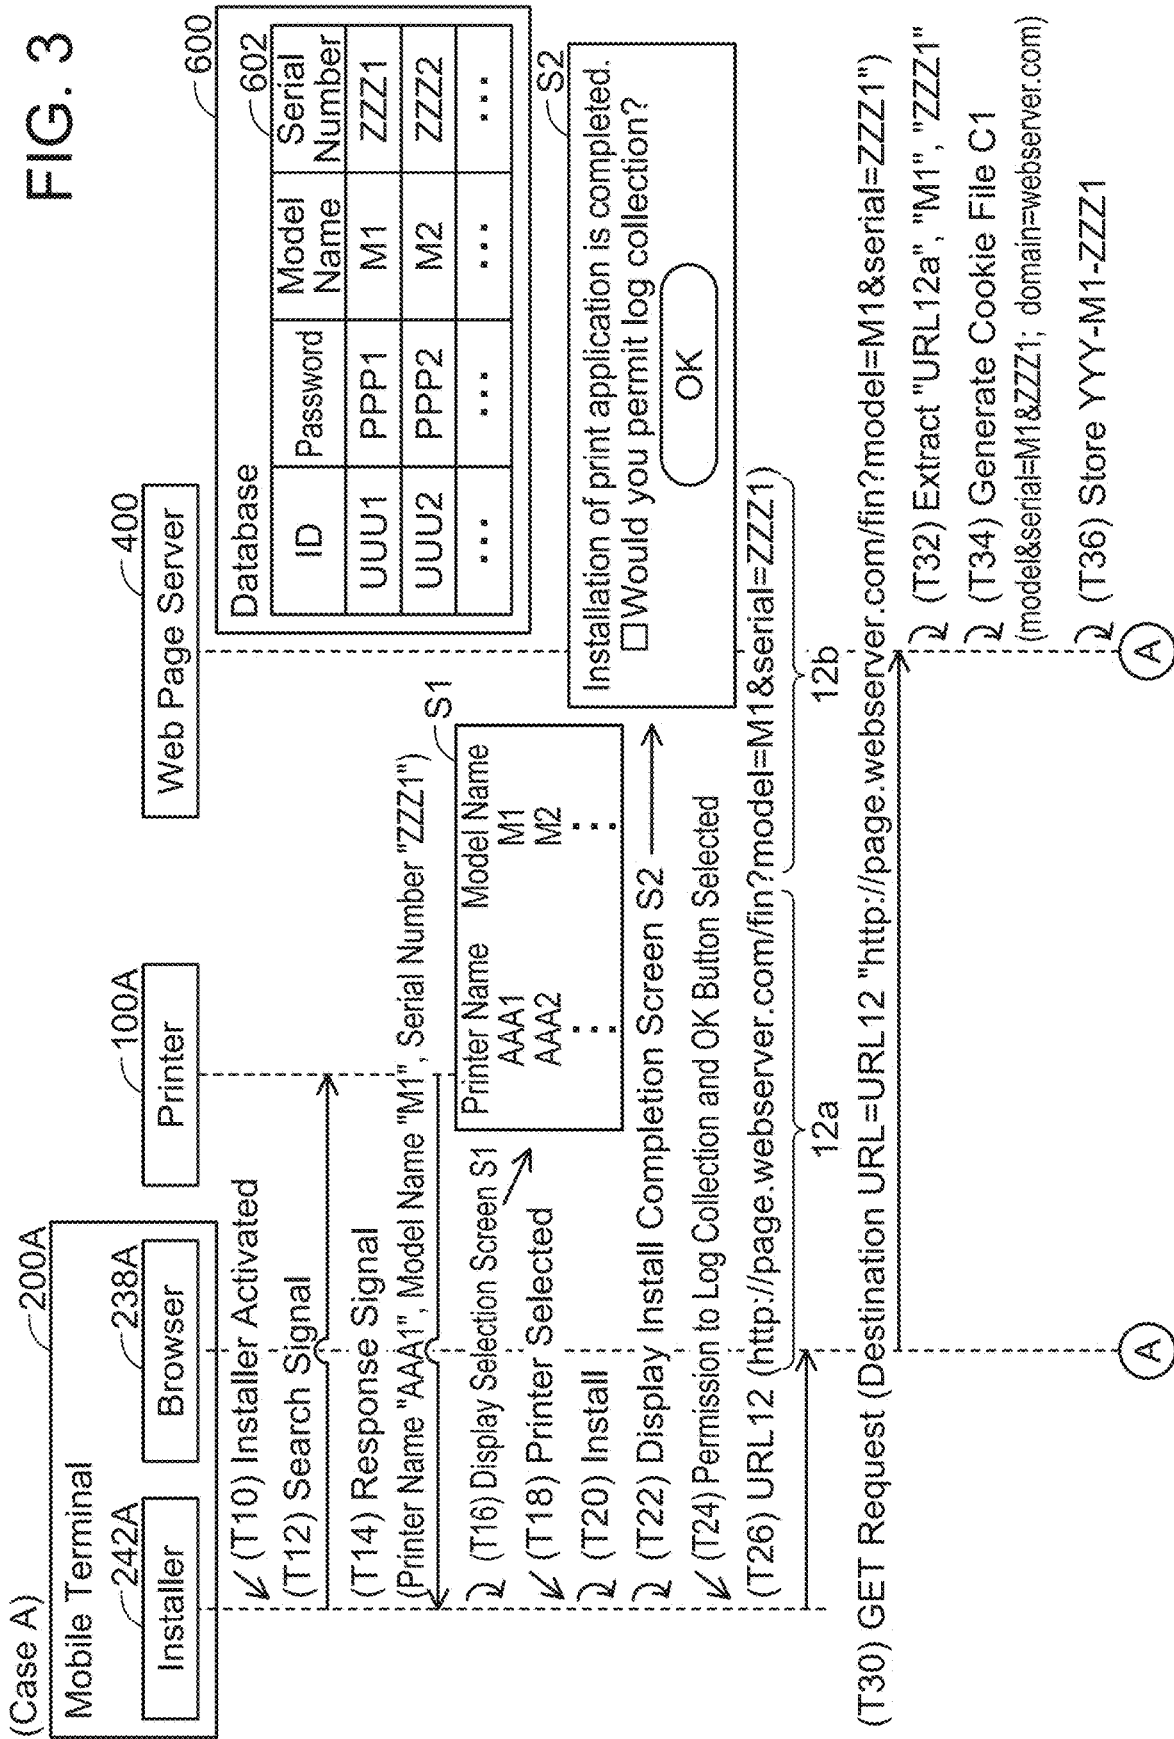 FIG. 3
(Case A)
200A
Mobile Terminal
242A
Installer
238A
Browser
100A
Printer
400
Web Page Server
600
Database
602
ID Password Model Name Serial Number
UUU1 PPP1 M1 ZZZ1
UUU2 PPP2 M2 ZZZ2
... ... ... ...
(T10) Installer Activated
(T12) Search Signal
(T14) Response Signal
(Printer Name "AAA1", Model Name "M1", Serial Number "ZZZ1")
(T16) Display Selection Screen S1
S1
Printer Name Model Name
AAA1 M1
AAA2 M2
... ...
(T18) Printer Selected
(T20) Install
(T22) Display Install Completion Screen S2
S2
Installation of print application is completed.
□Would you permit log collection?
OK
(T24) Permission to Log Collection and OK Button Selected
(T26) URL12 (http://page.webserver.com/fin?model=M1&serial=ZZZ1)
12a
12b
(T30) GET Request (Destination URL=URL12 "http://page.webserver.com/fin?model=M1&serial=ZZZ1")
(T32) Extract "URL12a", "M1", "ZZZ1"
(T34) Generate Cookie File C1
(model&serial=M1&ZZZ1; domain=webserver.com)
(T36) Store YYY-M1-ZZZ1
A
A